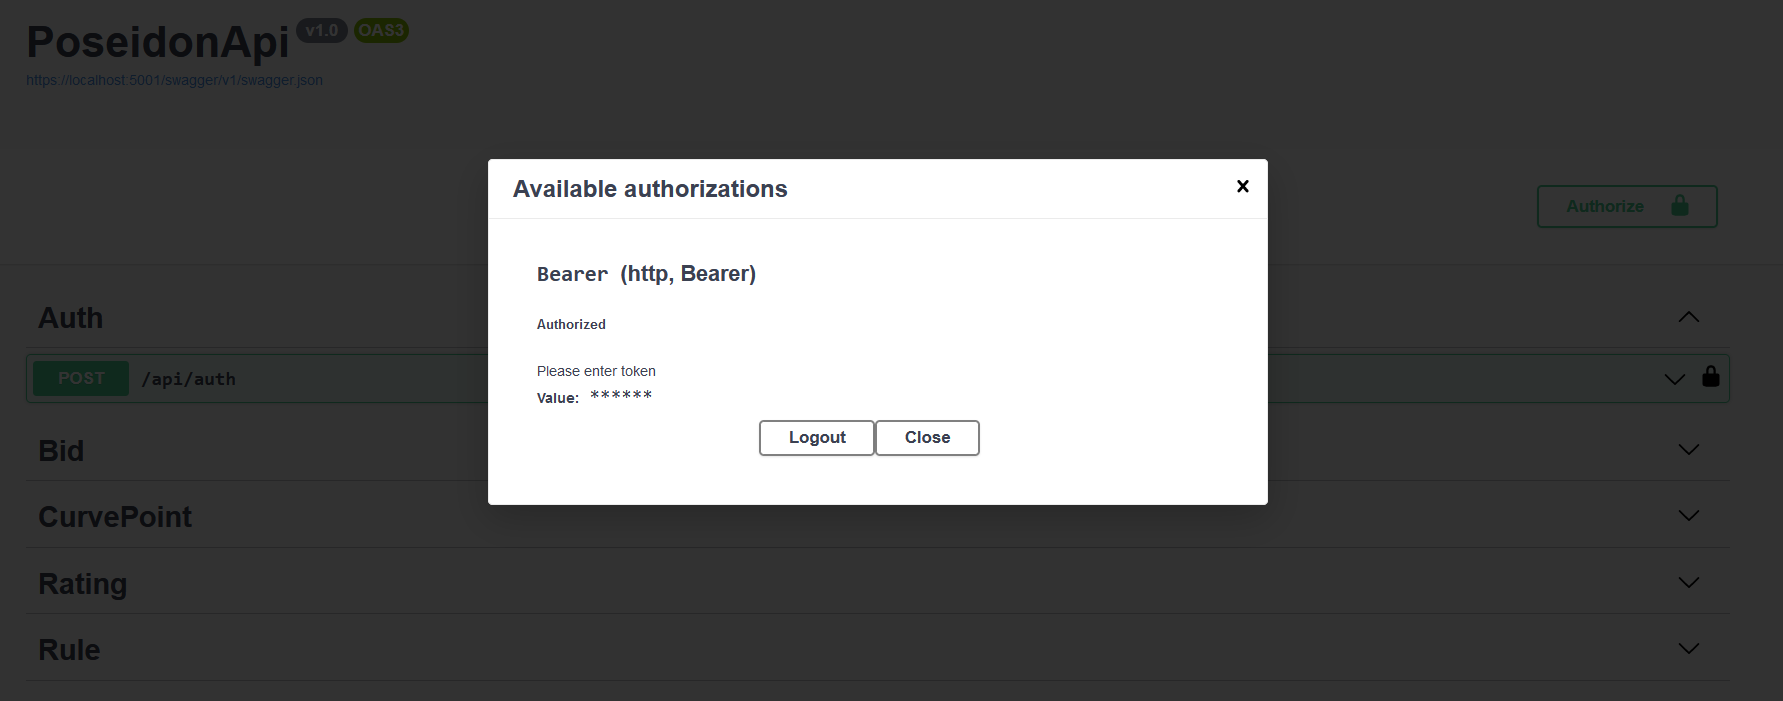 PoseidonApi v1.0 OAS3
https://localhost:5001/swagger/v1/swagger.json
Available authorizations
Authorize
Bearer (http, Bearer)
Authorized
Please enter token
Value: ******
Logout Close
Auth
POST /api/auth
Bid
CurvePoint
Rating
Rule